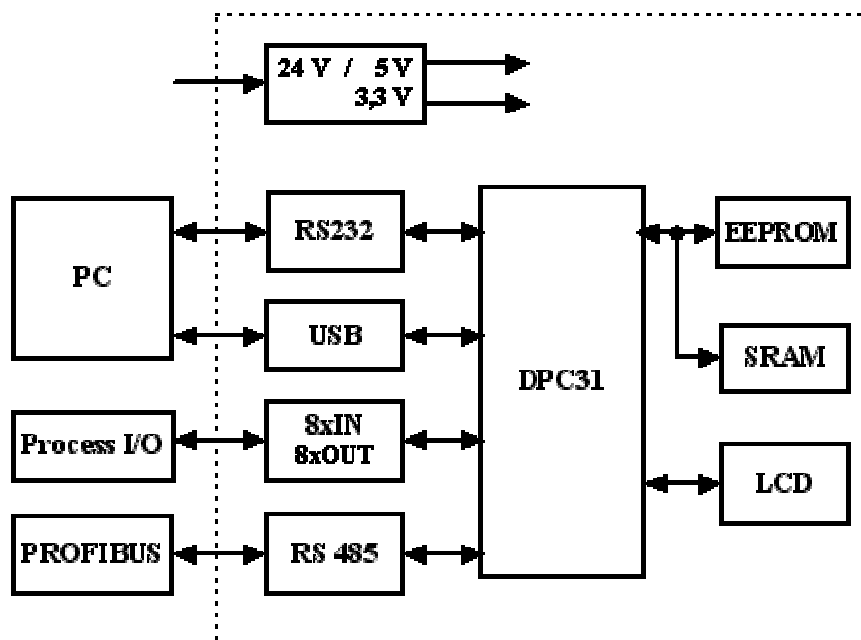 24 V / 5 V
3,3 V
PC
RS232
USB
Process I/O
8xIN
8xOUT
PROFIBUS
RS 485
DPC31
EEPROM
SRAM
LCD